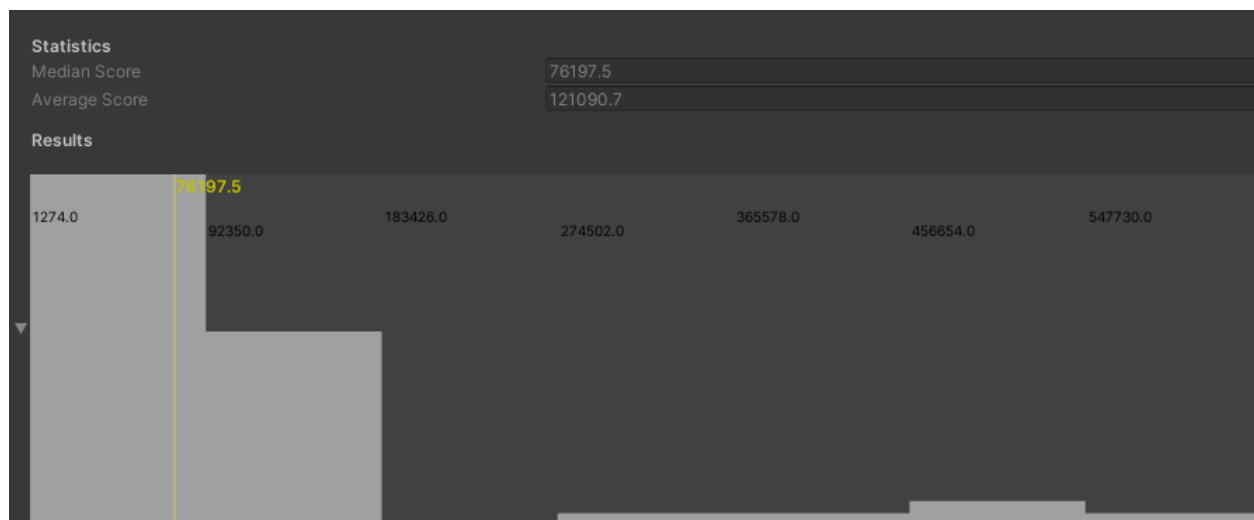 Statistics
Median Score 76197.5
Average Score 121090.7
Results
76197.5
1274.0 183426.0 365578.0 547730.0
92350.0 274502.0 456654.0